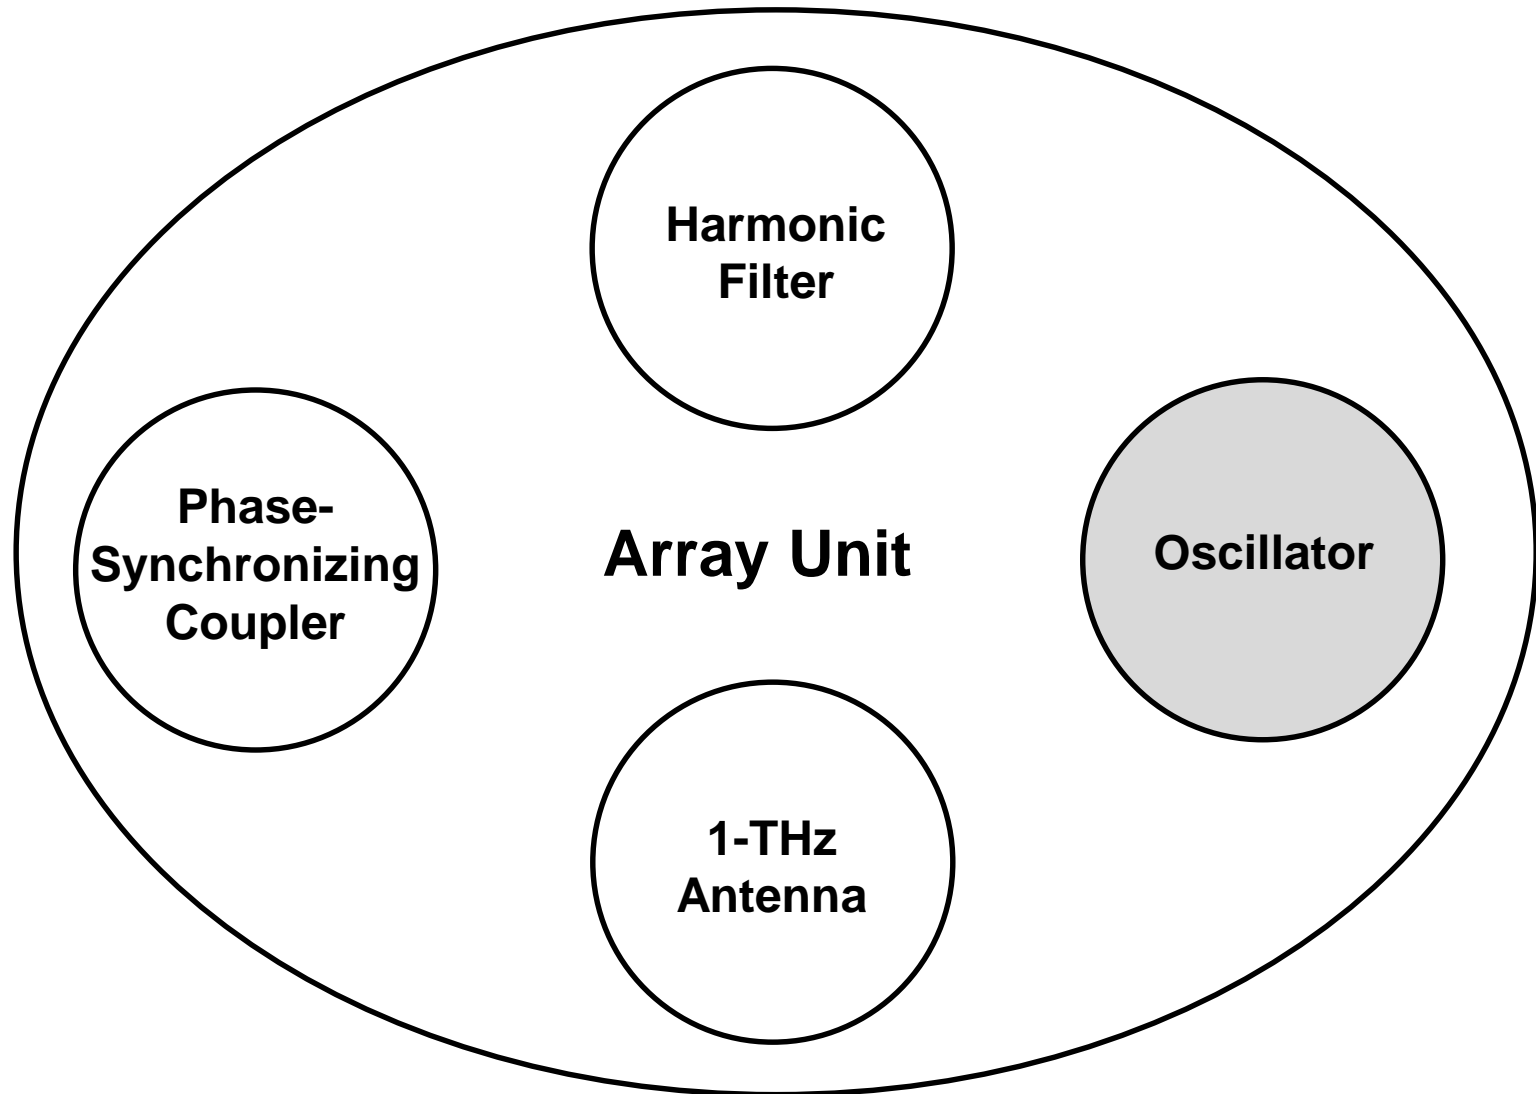 Harmonic
Filter
Phase-
Synchronizing
Coupler
Array Unit
Oscillator
1-THz
Antenna